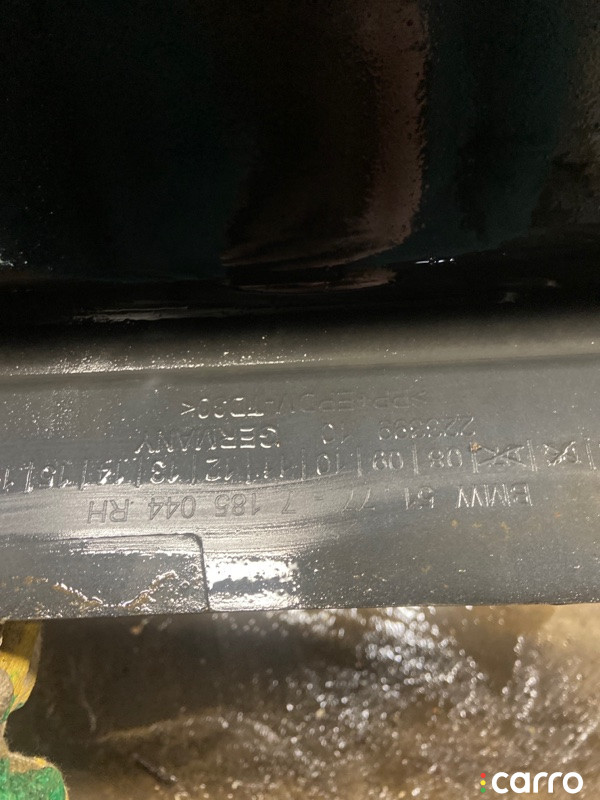 BMW 51 77 - 7 185 044 RH
08 | 09 | 10 | 11 | 12 | 13 | 14 | 15 |
GERMANY
>PP+EPDM-TD20<
carro